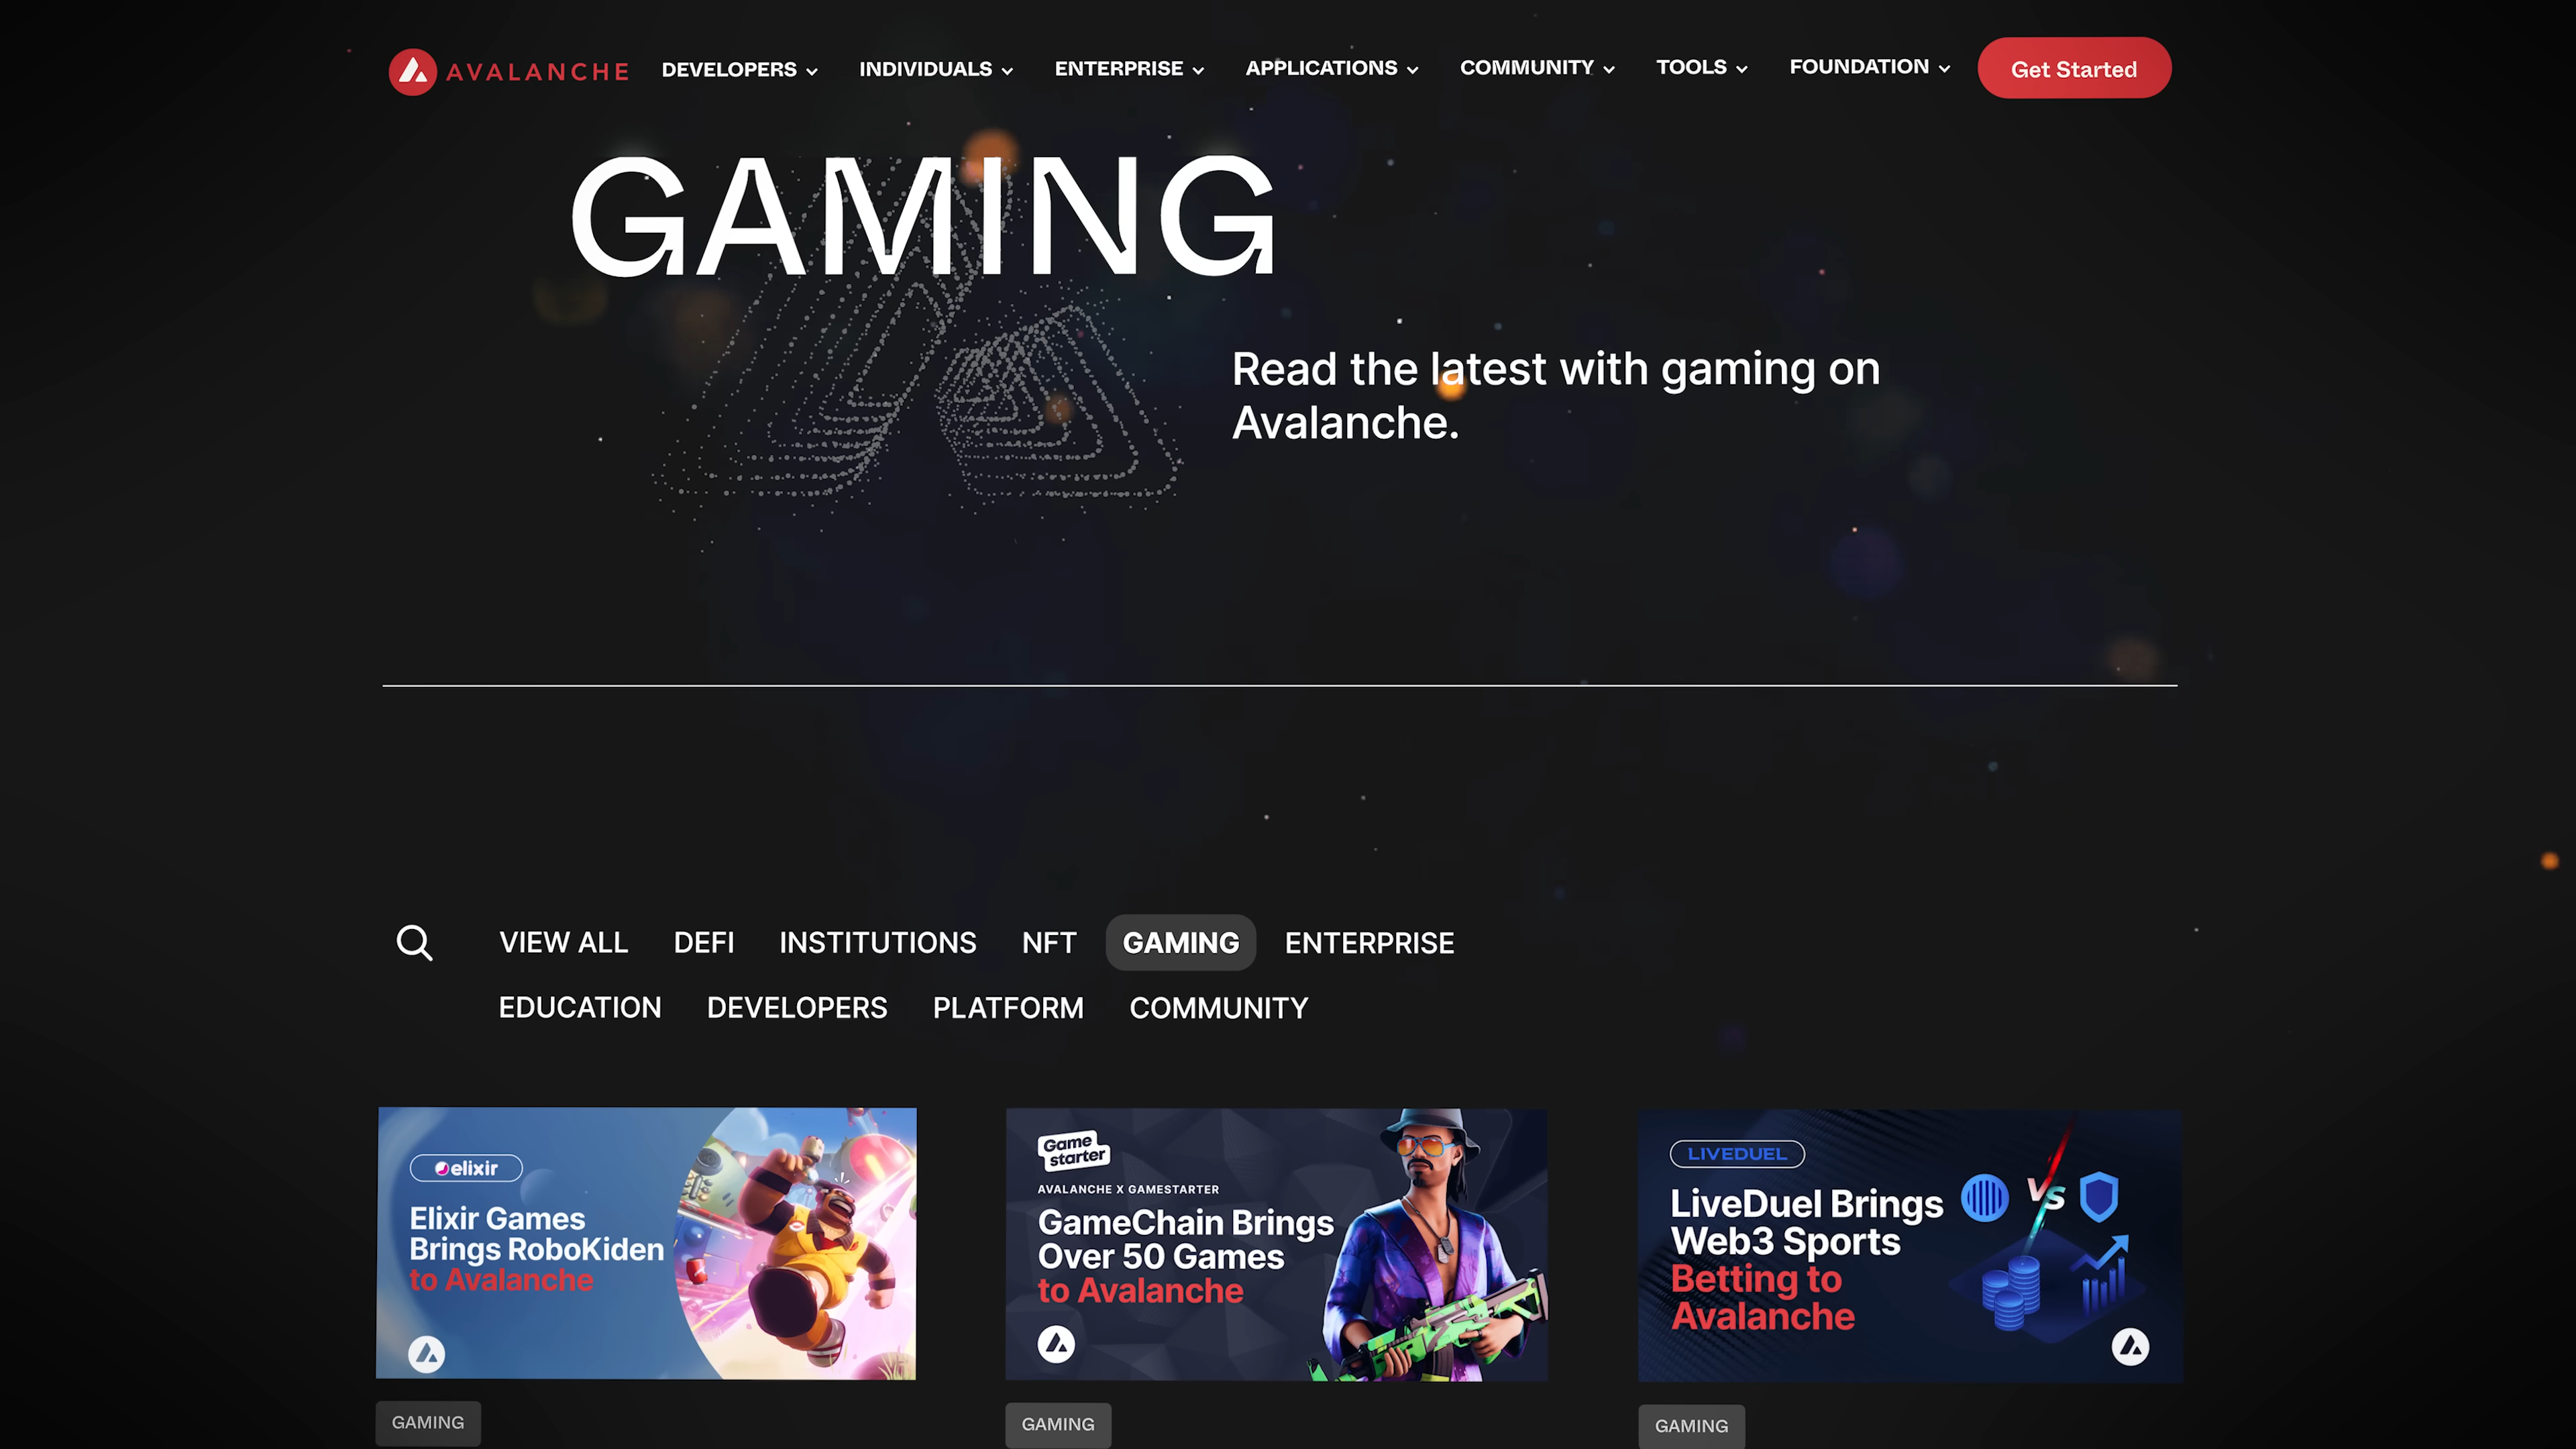 AVALANCHE DEVELOPERS INDIVIDUALS ENTERPRISE APPLICATIONS COMMUNITY TOOLS FOUNDATION Get Started
GAMING
Read the latest with gaming on
Avalanche.
VIEW ALL DEFI INSTITUTIONS NFT GAMING ENTERPRISE
EDUCATION DEVELOPERS PLATFORM COMMUNITY
elixir
Elixir Games
Brings RoboKiden
to Avalanche
GAMING
Game
starter
AVALANCHE X GAMESTARTER
GameChain Brings
Over 50 Games
to Avalanche
GAMING
LIVEDUEL
LiveDuel Brings
Web3 Sports
Betting to
Avalanche
VS
GAMING